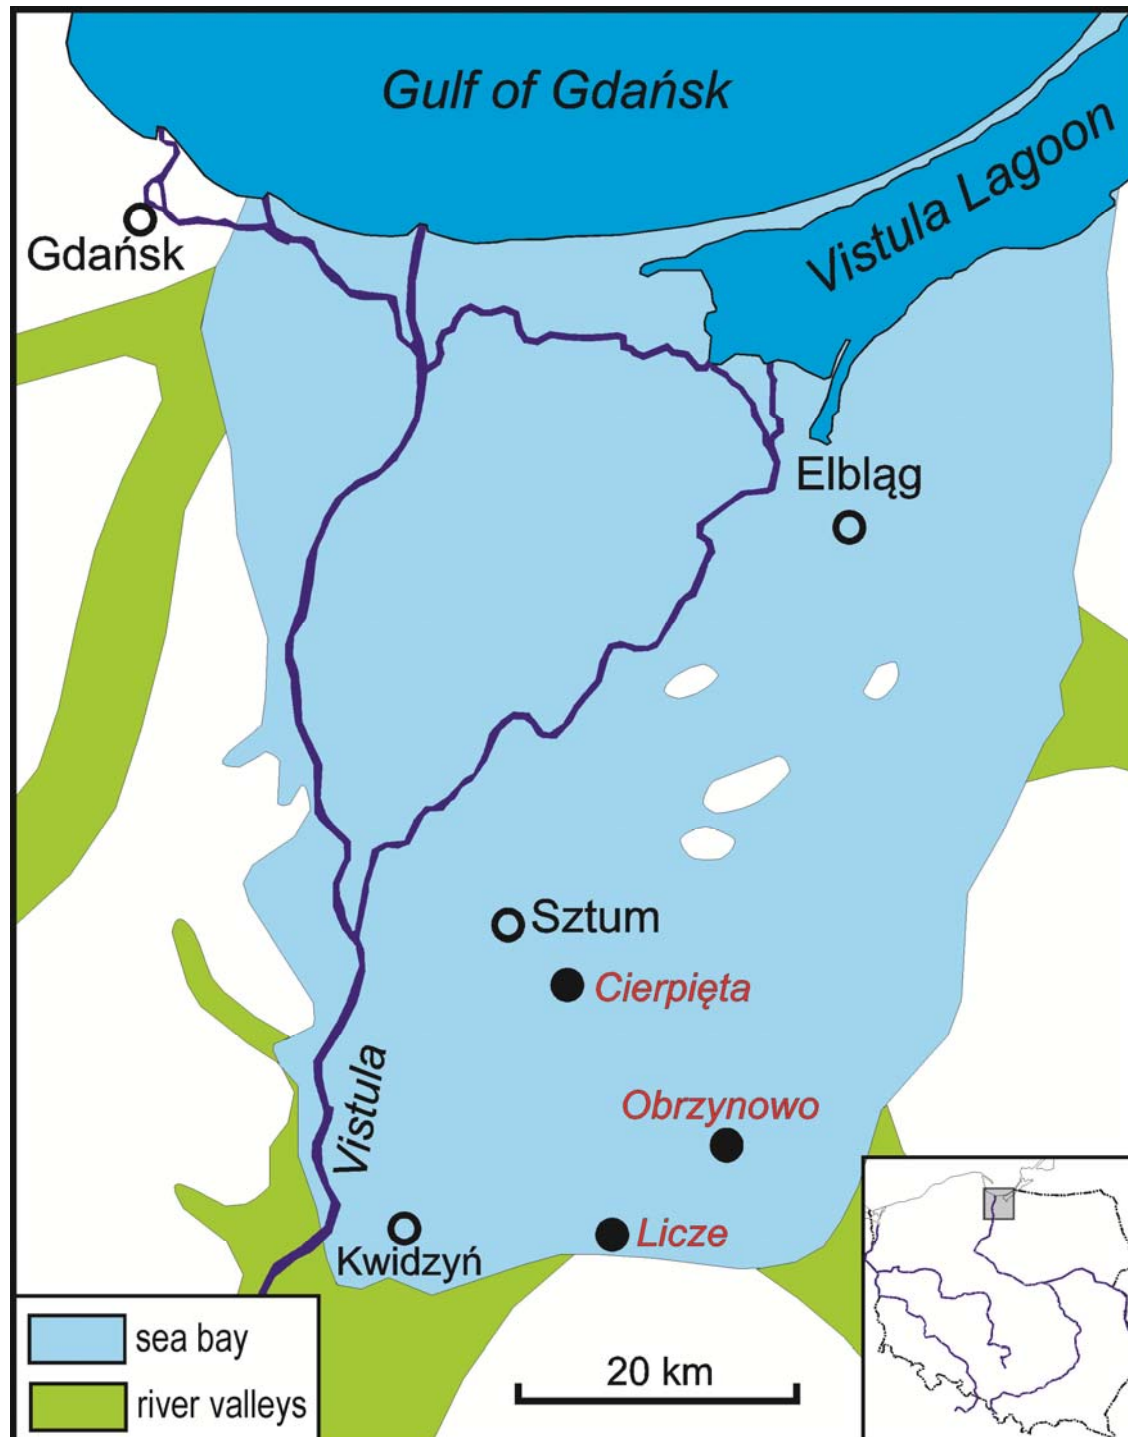 Gulf of Gdańsk
Vistula Lagoon
Gdańsk
Elbląg
Sztum
Cierpięta
Vistula
Obrzynowo
Licze
Kwidzyń
sea bay
river valleys
20 km